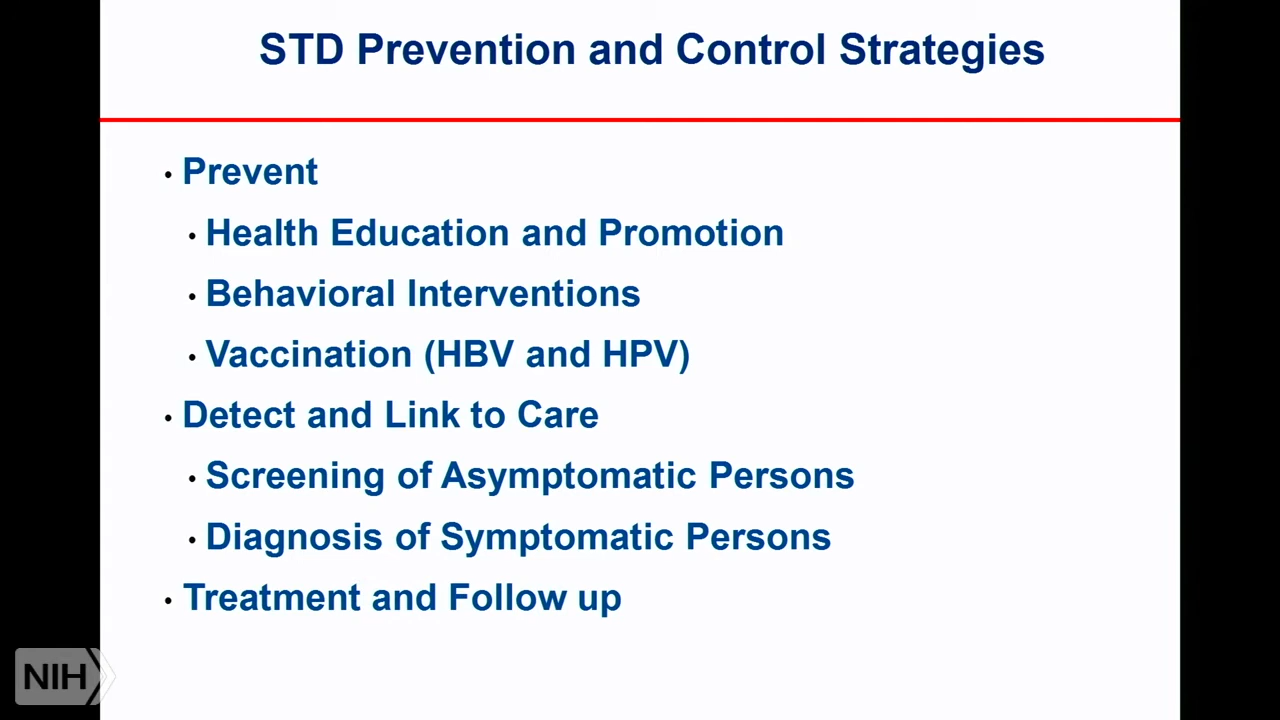 STD Prevention and Control Strategies
• Prevent
• Health Education and Promotion
• Behavioral Interventions
• Vaccination (HBV and HPV)
• Detect and Link to Care
• Screening of Asymptomatic Persons
• Diagnosis of Symptomatic Persons
• Treatment and Follow up
NIH